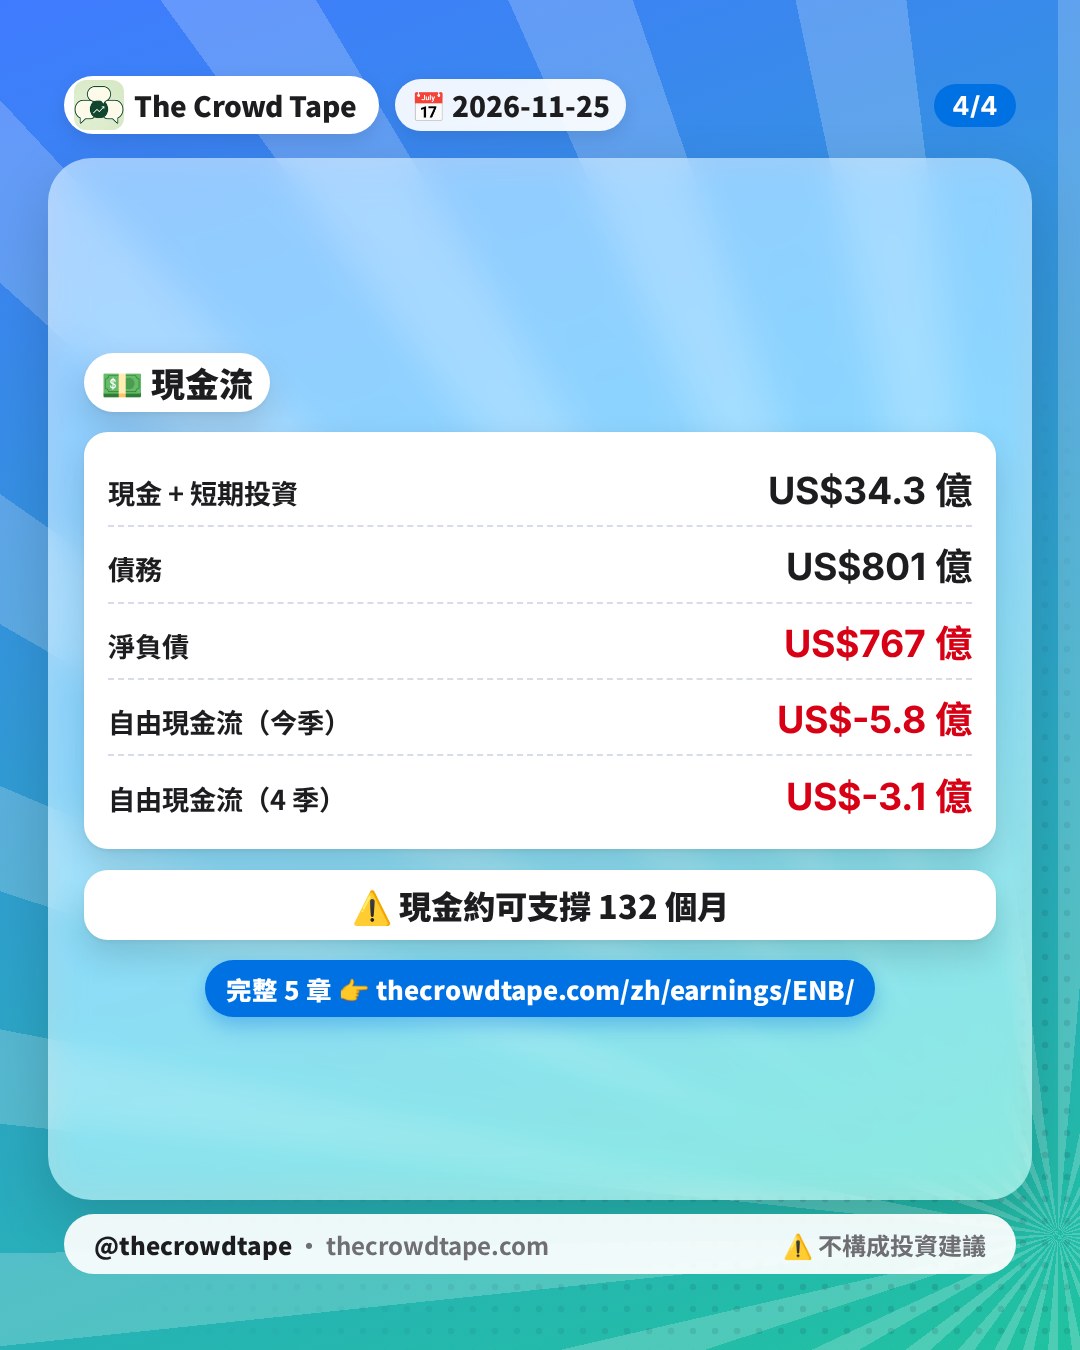 The Crowd Tape
📅 2026-11-25
4/4
💵 現金流
現金 + 短期投資
US$34.3 億
債務
US$801 億
淨負債
US$767 億
自由現金流（今季）
US$-5.8 億
自由現金流（4 季）
US$-3.1 億
⚠️ 現金約可支撐 132 個月
完整 5 章 👉 thecrowdtape.com/zh/earnings/ENB/
@thecrowdtape • thecrowdtape.com
⚠️ 不構成投資建議